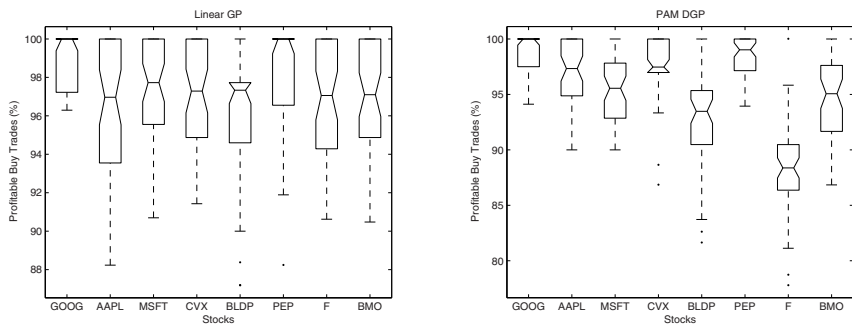 Linear GP
100
98
96
94
92
90
88
Profitable Buy Trades (%)
GOOG AAPL MSFT CVX BLDP PEP F BMO
Stocks
PAM DGP
100
95
90
85
80
Profitable Buy Trades (%)
GOOG AAPL MSFT CVX BLDP PEP F BMO
Stocks